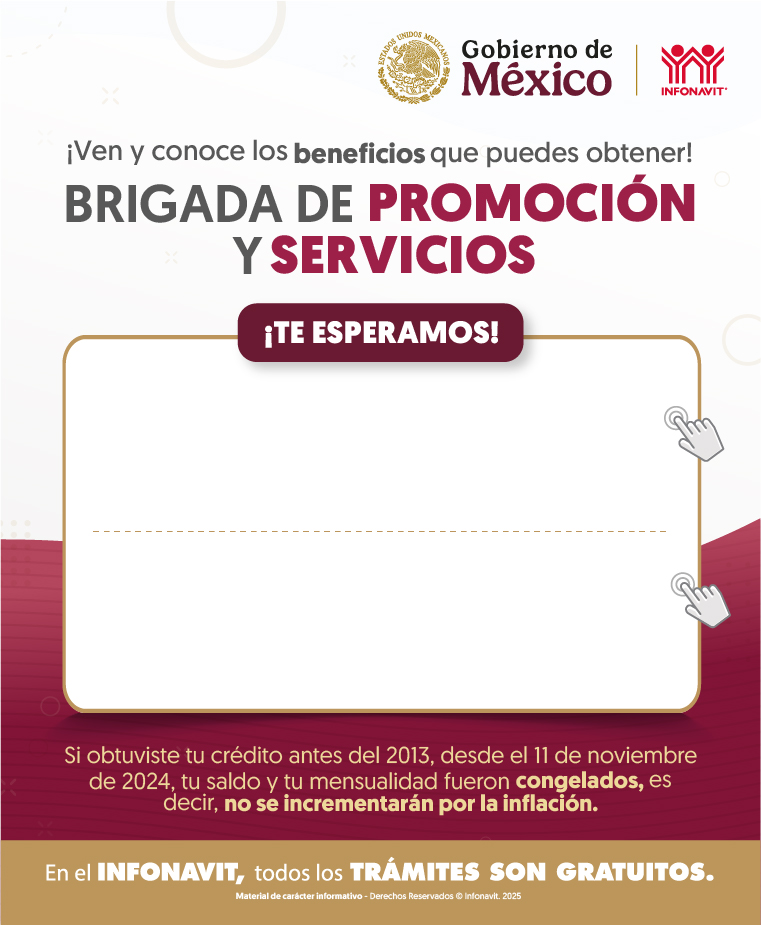 ESTADOS UNIDOS MEXICANOS
Gobierno de
México
INFONAVIT
¡Ven y conoce los beneficios que puedes obtener!
BRIGADA DE PROMOCIÓN
Y SERVICIOS
¡TE ESPERAMOS!
Si obtuviste tu crédito antes del 2013, desde el 11 de noviembre
de 2024, tu saldo y tu mensualidad fueron congelados, es
decir, no se incrementarán por la inflación.
En el INFONAVIT, todos los TRÁMITES SON GRATUITOS.
Material de carácter informativo - Derechos Reservados © Infonavit. 2025